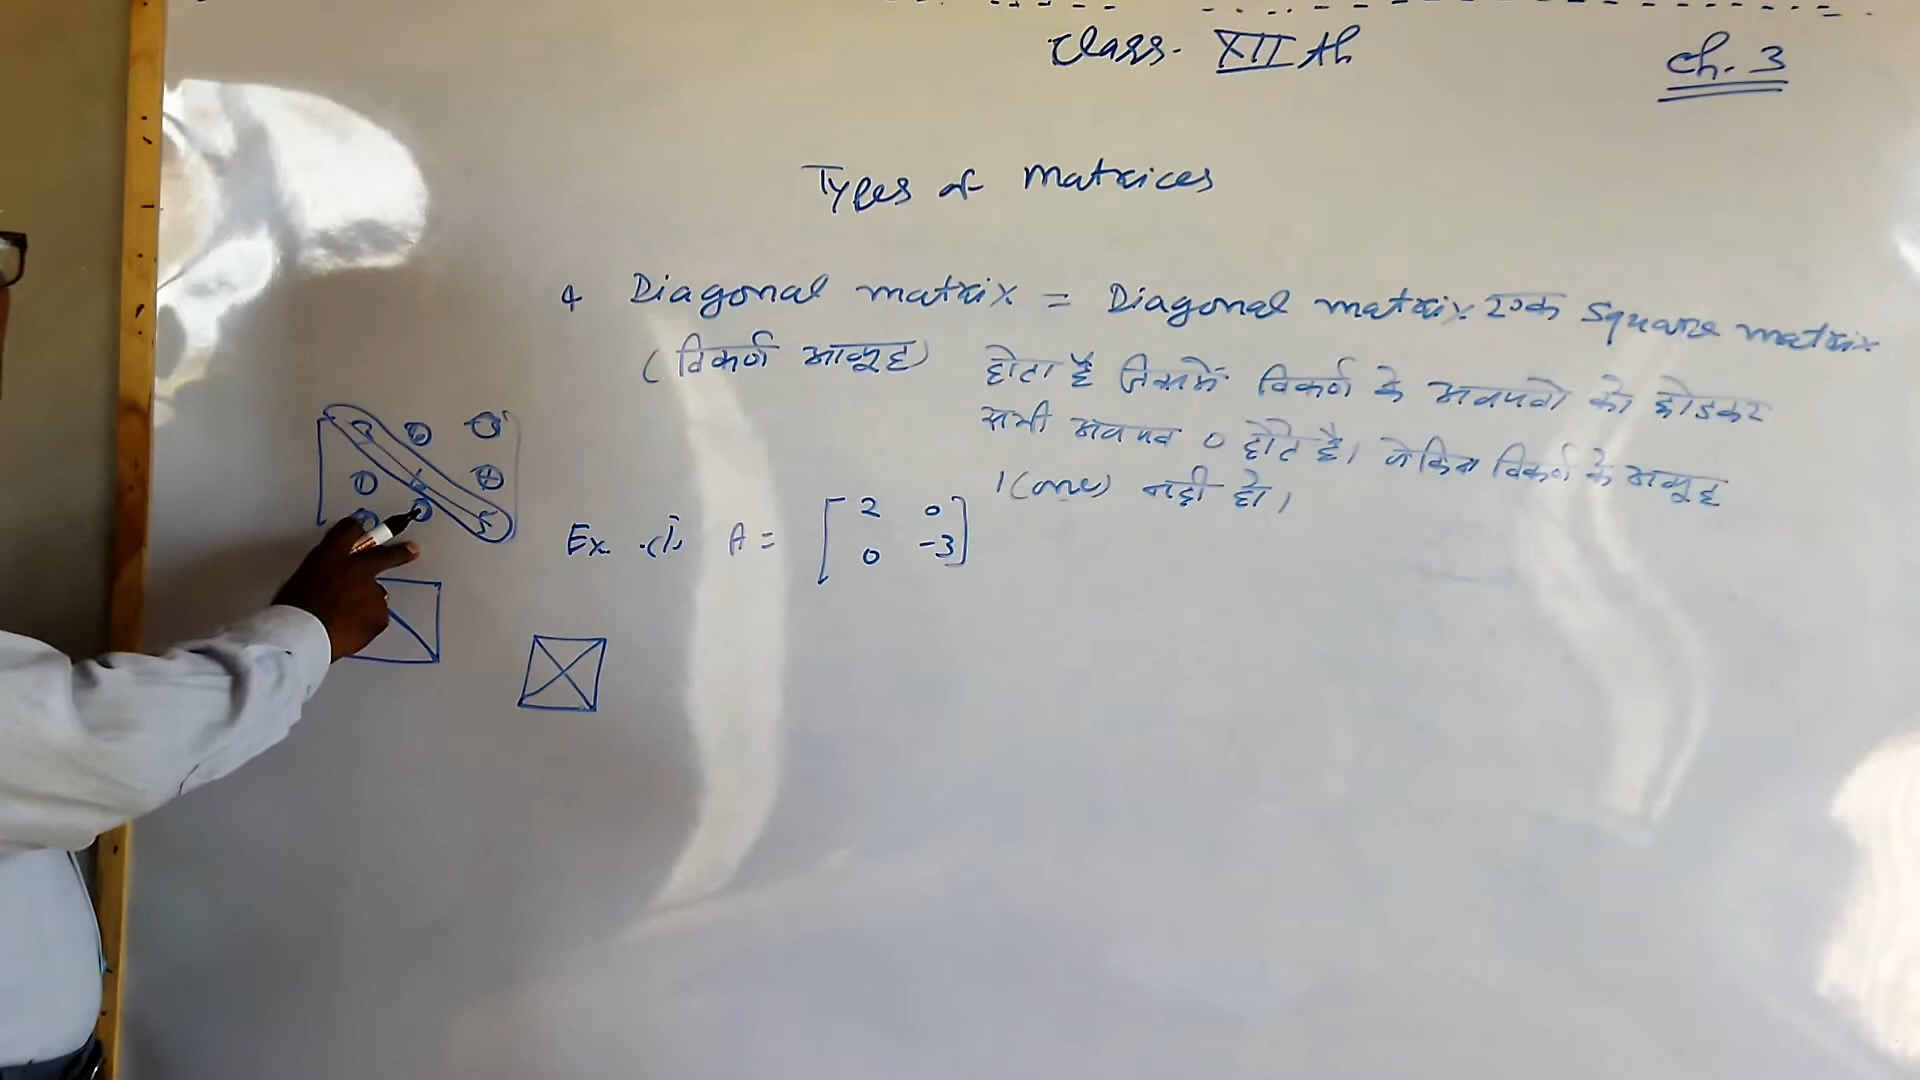 Class- XII th
Ch. 3
Types of Matrices
4 Diagonal matrix = Diagonal matrix एक Square matrix
(विकर्ण आव्यूह) होता है जिसमें विकर्ण के अवयवों को छोडकर
सभी अवयव 0 होते है। लेकिन विकर्ण के अव्यूह
1 (one) नही हो।
Ex. (i) A = [ 2 0
0 -3 ]